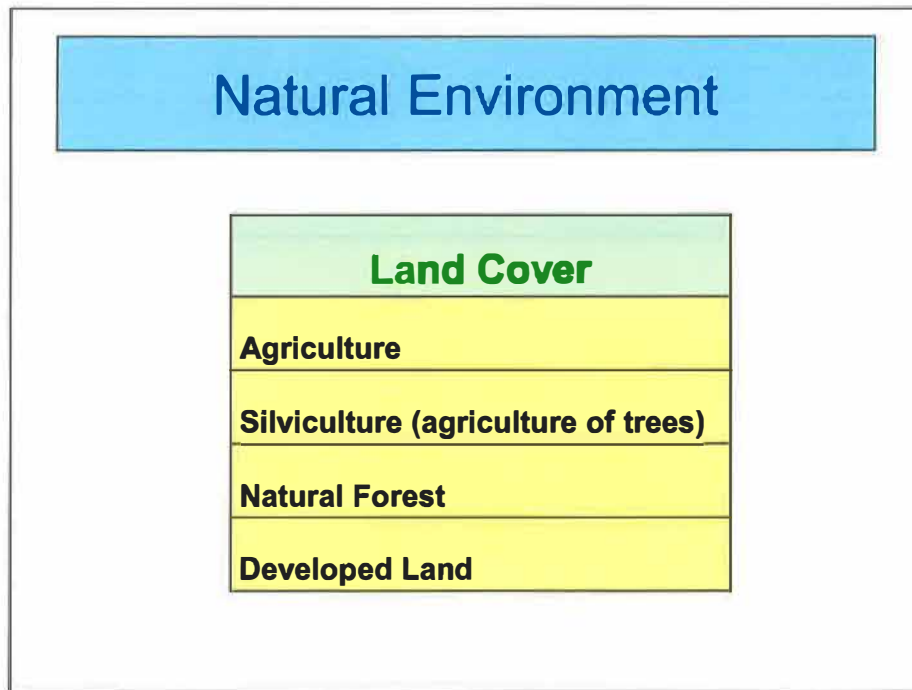 Natural Environment
Land Cover
Agriculture
Silviculture (agriculture of trees)
Natural Forest
Developed Land